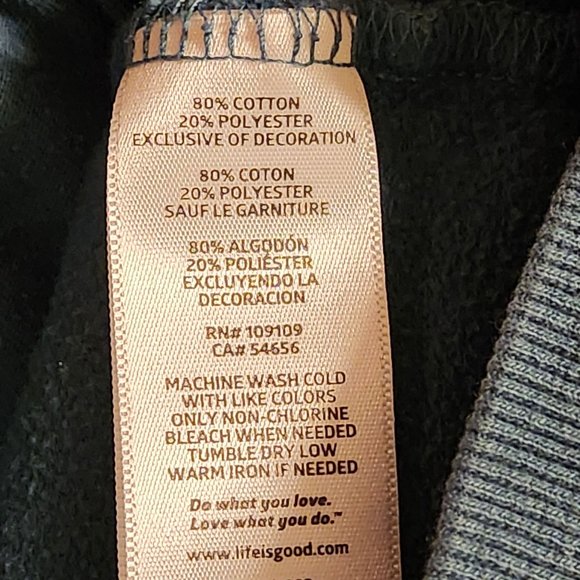 80% COTTON
20% POLYESTER
EXCLUSIVE OF DECORATION
80% COTON
20% POLYESTER
SAUF LE GARNITURE
80% ALGODÓN
20% POLIÉSTER
EXCLUYENDO LA
DECORACION
RN# 109109
CA# 54656
MACHINE WASH COLD
WITH LIKE COLORS
ONLY NON-CHLORINE
BLEACH WHEN NEEDED
TUMBLE DRY LOW
WARM IRON IF NEEDED
Do what you love.
Love what you do.™
www.lifeisgood.com